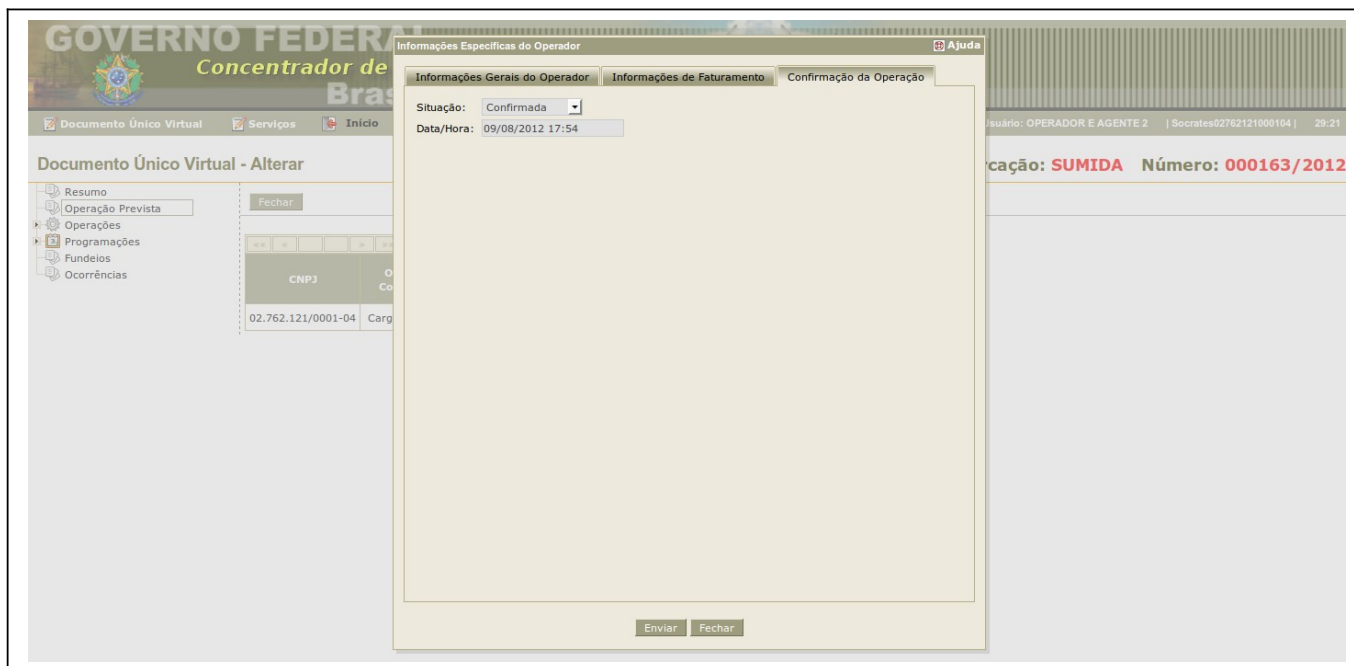 GOVERNO FEDERAL
Concentrador de
Bras
Documento Único Virtual Serviços Início
Usuário: OPERADOR E AGENTE 2 | Socrates02762121000104 | 29:21
Documento Único Virtual - Alterar
cação: SUMIDA Número: 000163/2012
Resumo
Operação Prevista
Operações
Programações
Fundeios
Ocorrências
Fechar
CNPJ
O
Co
02.762.121/0001-04 Carg
Informações Específicas do Operador Ajuda
Informações Gerais do Operador Informações de Faturamento Confirmação da Operação
Situação: Confirmada
Data/Hora: 09/08/2012 17:54
Enviar Fechar